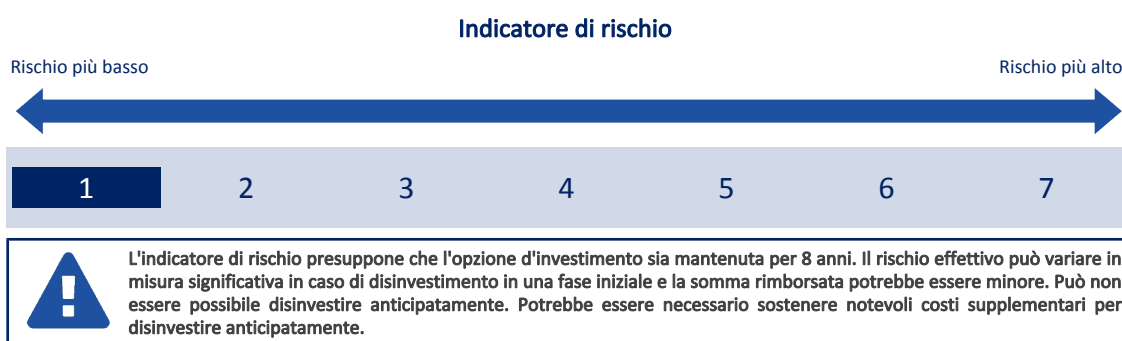 Indicatore di rischio
Rischio più basso
Rischio più alto
1 2 3 4 5 6 7
L'indicatore di rischio presuppone che l'opzione d'investimento sia mantenuta per 8 anni. Il rischio effettivo può variare in
misura significativa in caso di disinvestimento in una fase iniziale e la somma rimborsata potrebbe essere minore. Può non
essere possibile disinvestire anticipatamente. Potrebbe essere necessario sostenere notevoli costi supplementari per
disinvestire anticipatamente.